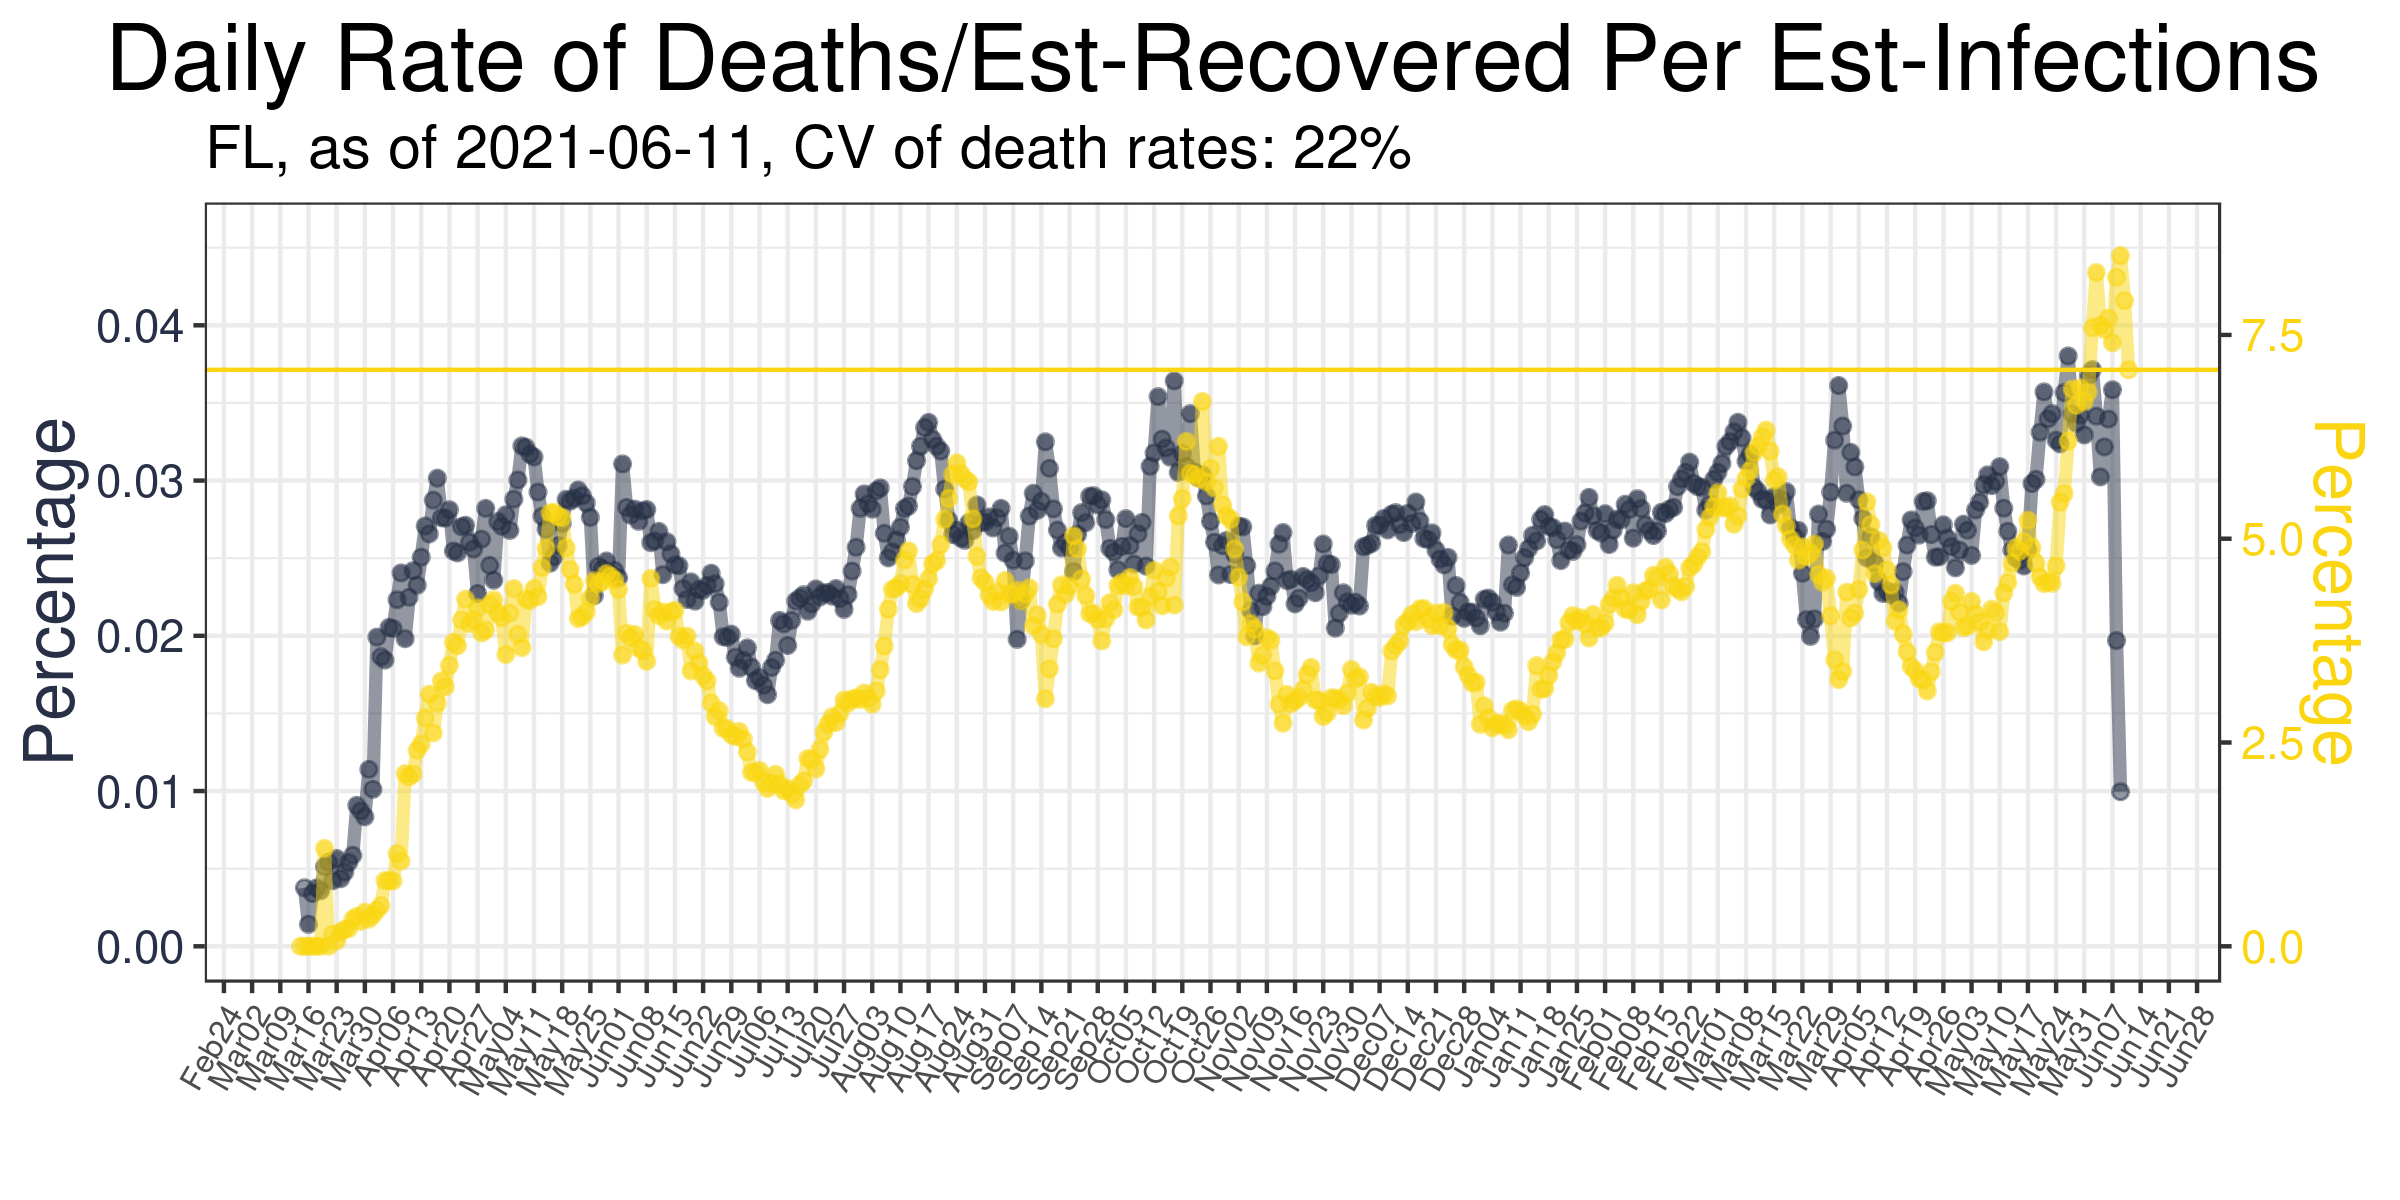 Daily Rate of Deaths/Est-Recovered Per Est-Infections
FL, as of 2021-06-11, CV of death rates: 22%
Percentage
0.04
0.03
0.02
0.01
0.00
7.5
5.0
2.5
0.0
Percentage
Feb24
Mar02
Mar09
Mar16
Mar23
Mar30
Apr06
Apr13
Apr20
Apr27
May04
May11
May18
May25
Jun01
Jun08
Jun15
Jun22
Jun29
Jul06
Jul13
Jul20
Jul27
Aug03
Aug10
Aug17
Aug24
Aug31
Sep07
Sep14
Sep21
Sep28
Oct05
Oct12
Oct19
Oct26
Nov02
Nov09
Nov16
Nov23
Nov30
Dec07
Dec14
Dec21
Dec28
Jan04
Jan11
Jan18
Jan25
Feb01
Feb08
Feb15
Feb22
Mar01
Mar08
Mar15
Mar22
Mar29
Apr05
Apr12
Apr19
Apr26
May03
May10
May17
May24
May31
Jun07
Jun14
Jun21
Jun28